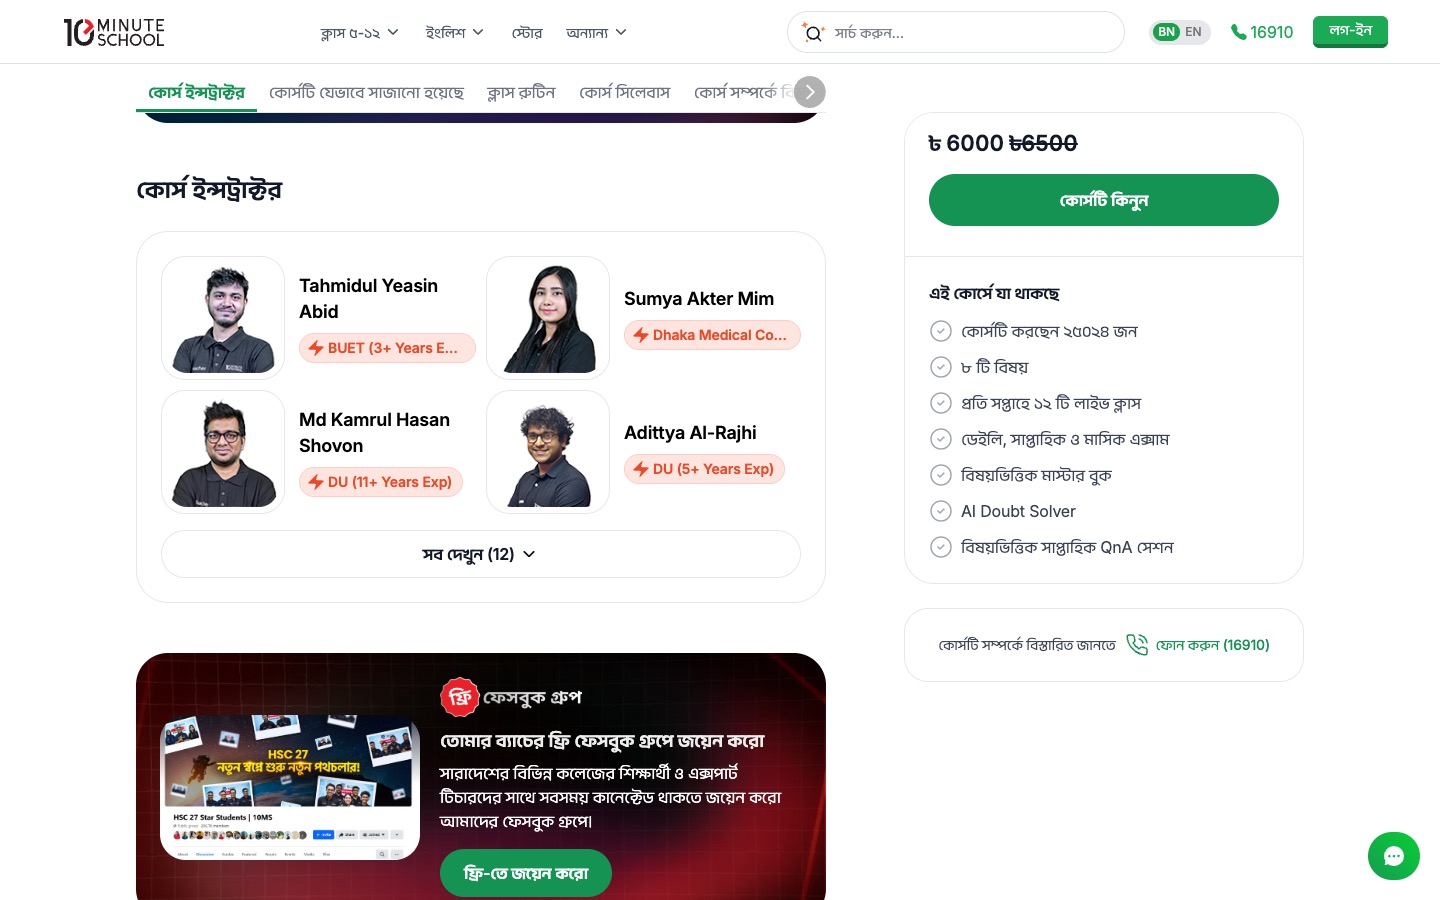 10 MINUTE SCHOOL
ক্লাস ৫-১২
ইংলিশ
স্টোর
অন্যান্য
সার্চ করুন...
BN EN
16910
লগ-ইন
কোর্স ইন্সট্রাক্টর
কোর্সটি যেভাবে সাজানো হয়েছে
ক্লাস রুটিন
কোর্স সিলেবাস
কোর্স সম্পর্কে
কোর্স ইন্সট্রাক্টর
Tahmidul Yeasin
Abid
BUET (3+ Years E...
Sumya Akter Mim
Dhaka Medical Co...
Md Kamrul Hasan
Shovon
DU (11+ Years Exp)
Adittya Al-Rajhi
DU (5+ Years Exp)
সব দেখুন (12)
ফ্রি ফেসবুক গ্রুপ
তোমার ব্যাচের ফ্রি ফেসবুক গ্রুপে জয়েন করো
সারাদেশের বিভিন্ন কলেজের শিক্ষার্থী ও এক্সপার্ট
টিচারদের সাথে সবসময় কানেক্টেড থাকতে জয়েন করো
আমাদের ফেসবুক গ্রুপে।
ফ্রি-তে জয়েন করো
HSC 27
নতুন স্বপ্নে শুরু নতুন পথচলার!
HSC 27 Star Students | 10MS
৳ 6000 ৳6500
কোর্সটি কিনুন
এই কোর্সে যা থাকছে
কোর্সটি করছেন ২৫০২৪ জন
৮ টি বিষয়
প্রতি সপ্তাহে ১২ টি লাইভ ক্লাস
ডেইলি, সাপ্তাহিক ও মাসিক এক্সাম
বিষয়ভিত্তিক মাস্টার বুক
AI Doubt Solver
বিষয়ভিত্তিক সাপ্তাহিক QnA সেশন
কোর্সটি সম্পর্কে বিস্তারিত জানতে
ফোন করুন (16910)